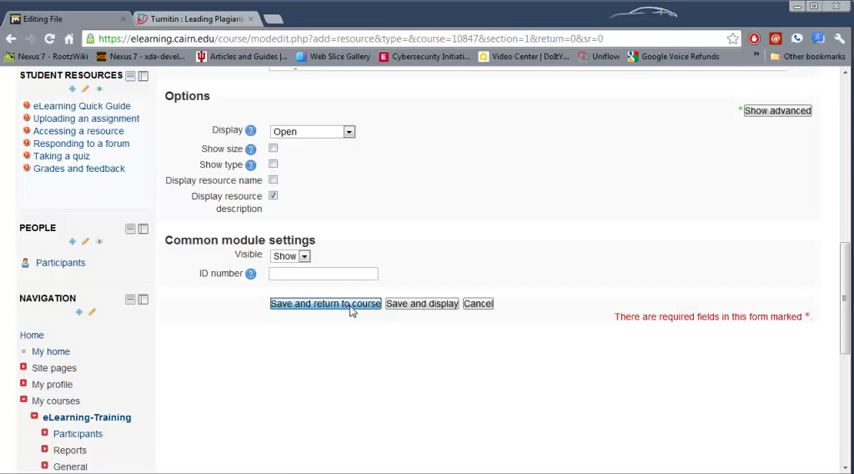 Editing File
Turnitin : Leading Plagiari
https://elearning.cairn.edu/course/modedit.php?add=resource&type=&course=10847&section=1&return=0&sr=0
Nexus 7 - RootzWiki
Nexus 7 - xda-devel...
Articles and Guides |...
Web Slice Gallery
Cybersecurity Initiati...
Video Center | DoItY...
Uniflow
Google Voice Refunds
»
Other bookmarks
STUDENT RESOURCES
eLearning Quick Guide
Uploading an assignment
Accessing a resource
Responding to a forum
Taking a quiz
Grades and feedback
PEOPLE
Participants
NAVIGATION
Home
My home
Site pages
My profile
My courses
eLearning-Training
Participants
Reports
General
Options
* Show advanced
Display Open
Show size
Show type
Display resource name
Display resource
description
Common module settings
Visible Show
ID number
Save and return to course Save and display Cancel
There are required fields in this form marked *.